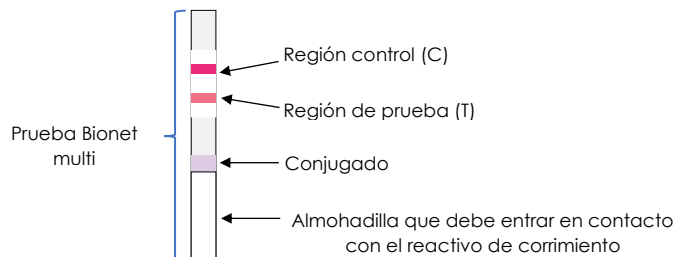 Región control (C)
Región de prueba (T)
Prueba Bionet
multi
Conjugado
Almohadilla que debe entrar en contacto
con el reactivo de corrimiento